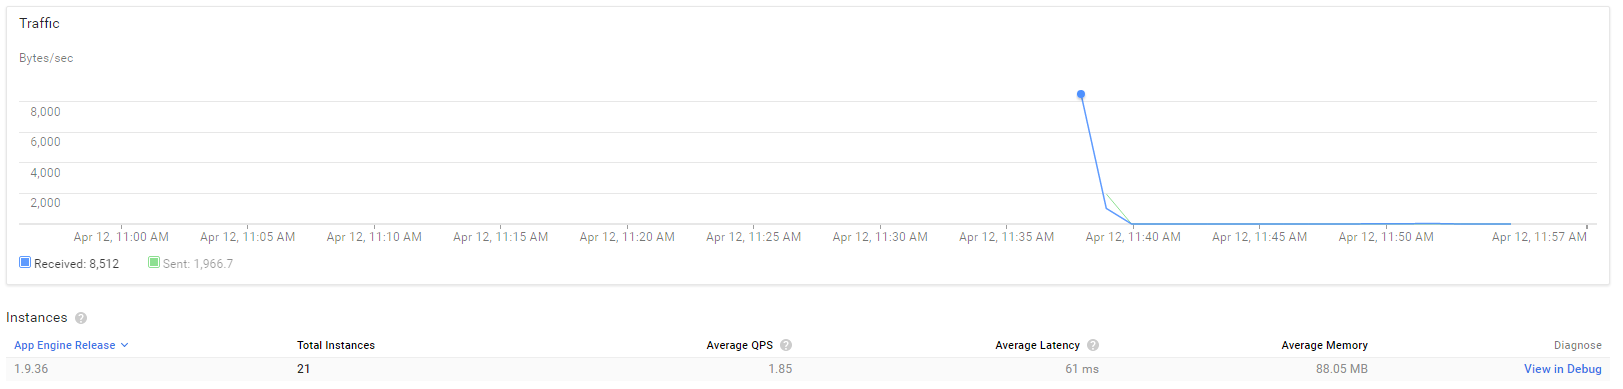 Traffic
Bytes/sec
8,000
6,000
4,000
2,000
Apr 12, 11:00 AM Apr 12, 11:05 AM Apr 12, 11:10 AM Apr 12, 11:15 AM Apr 12, 11:20 AM Apr 12, 11:25 AM Apr 12, 11:30 AM Apr 12, 11:35 AM Apr 12, 11:40 AM Apr 12, 11:45 AM Apr 12, 11:50 AM Apr 12, 11:57 AM
Received: 8,512 Sent: 1,966.7
Instances ?
App Engine Release Total Instances Average QPS ? Average Latency ? Average Memory Diagnose
1.9.36 21 1.85 61 ms 88.05 MB View in Debug